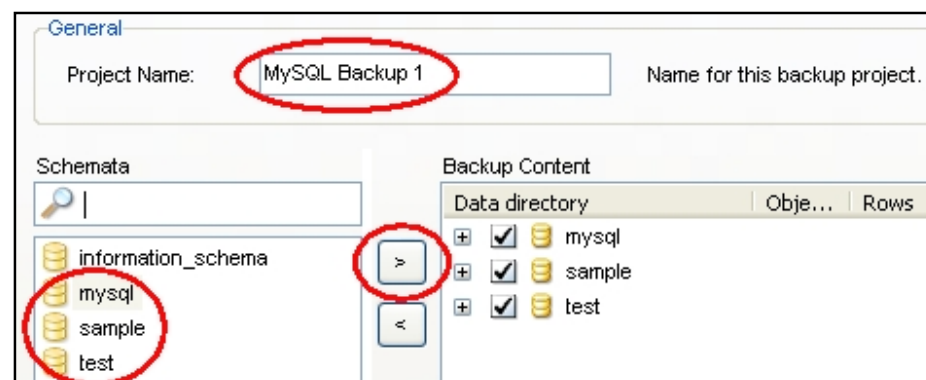 General
Project Name: MySQL Backup 1 Name for this backup project.
Schemata
Backup Content
Data directory Obje... Rows
information_schema
mysql
sample
test
>
<
mysql
sample
test